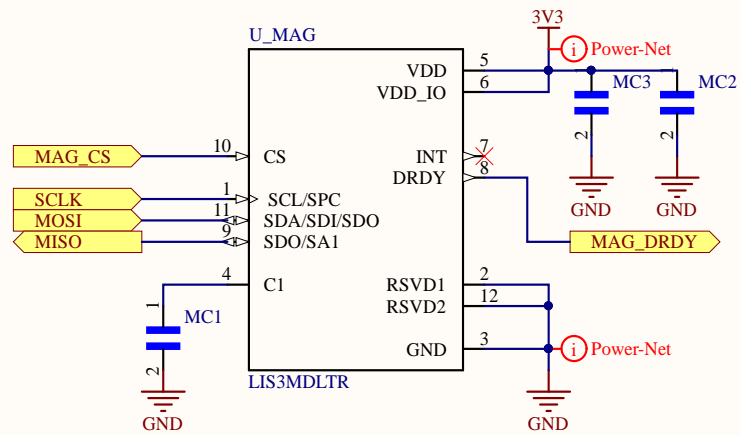 3V3
U_MAG
Power-Net
VDD 5
VDD_IO 6
MC3
MC2
2
2
GND
GND
MAG_CS
10 CS
INT 7
DRDY 8
SCLK
1 SCL/SPC
MOSI
11 SDA/SDI/SDO
MISO
9 SDO/SA1
MAG_DRDY
4 C1
RSVD1 2
RSVD2 12
1
MC1
2
GND
GND 3
Power-Net
LIS3MDLTR
GND